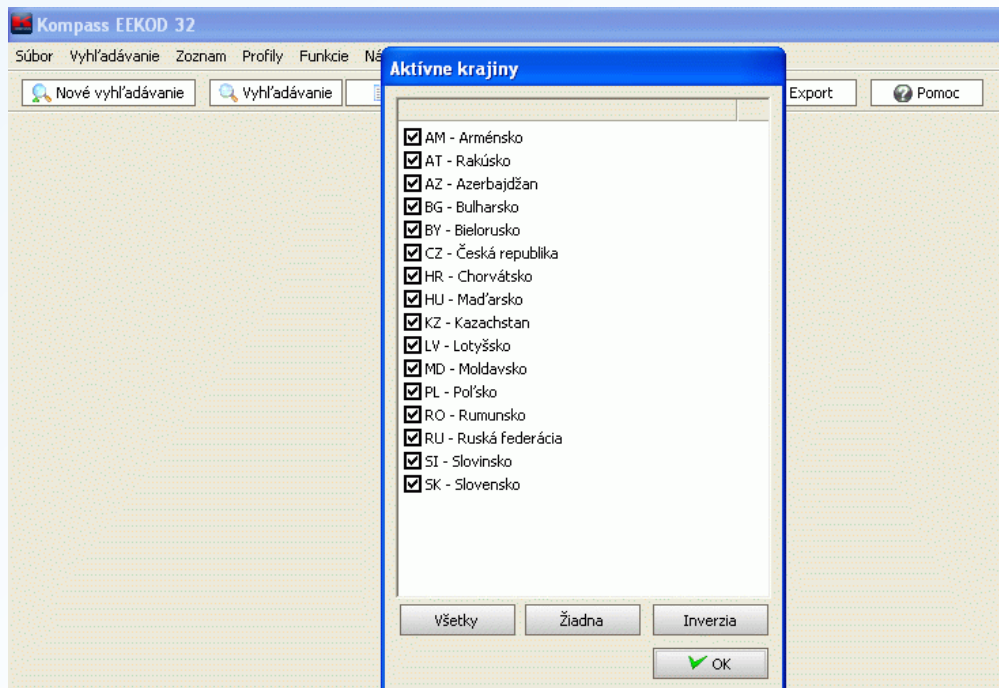 Kompass EEKOD 32
Súbor Vyhľadávanie Zoznam Profily Funkcie Ná
Aktívne krajiny
Nové vyhľadávanie Vyhľadávanie Export Pomoc
AM - Arménsko
AT - Rakúsko
AZ - Azerbajdžan
BG - Bulharsko
BY - Bielorusko
CZ - Česká republika
HR - Chorvátsko
HU - Maďarsko
KZ - Kazachstan
LV - Lotyšsko
MD - Moldavsko
PL - Poľsko
RO - Rumunsko
RU - Ruská federácia
SI - Slovinsko
SK - Slovensko
Všetky Žiadna Inverzia
OK